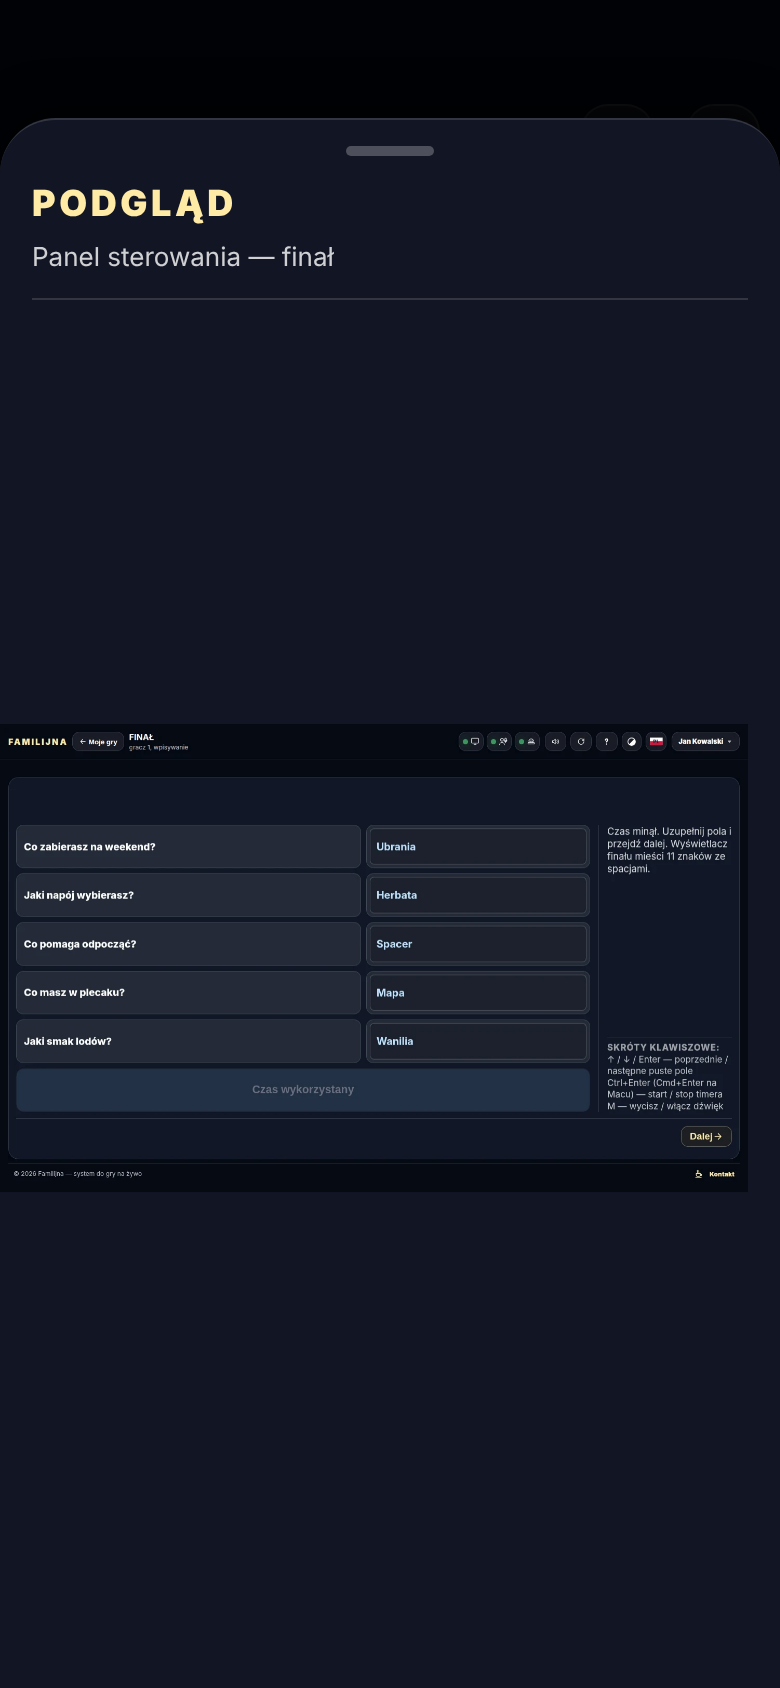 PODGLĄD
Panel sterowania — finał
FAMILIJNA
← Moje gry
FINAŁ
gracz 1, wpisywanie
Jan Kowalski
Co zabierasz na weekend?
Ubrania
Jaki napój wybierasz?
Herbata
Co pomaga odpocząć?
Spacer
Co masz w plecaku?
Mapa
Jaki smak lodów?
Wanilia
Czas wykorzystany
Czas minął. Uzupełnij pola i
przejdź dalej. Wyświetlacz
finału mieści 11 znaków ze
spacjami.
SKRÓTY KLAWISZOWE:
↑ / ↓ / Enter — poprzednie /
następne puste pole
Ctrl+Enter (Cmd+Enter na
Macu) — start / stop timera
M — wycisz / włącz dźwięk
Dalej →
© 2026 Familijna — system do gry na żywo
Kontakt